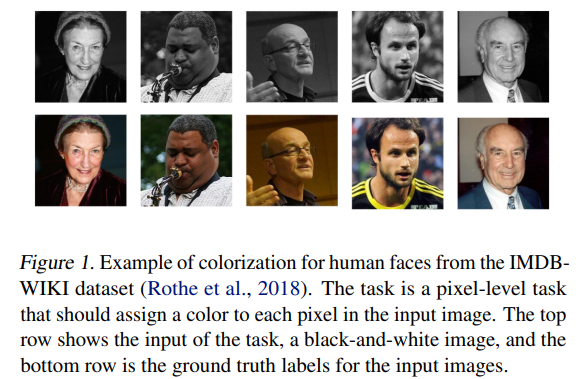 Figure 1. Example of colorization for human faces from the IMDB-
WIKI dataset (Rothe et al., 2018). The task is a pixel-level task
that should assign a color to each pixel in the input image. The top
row shows the input of the task, a black-and-white image, and the
bottom row is the ground truth labels for the input images.